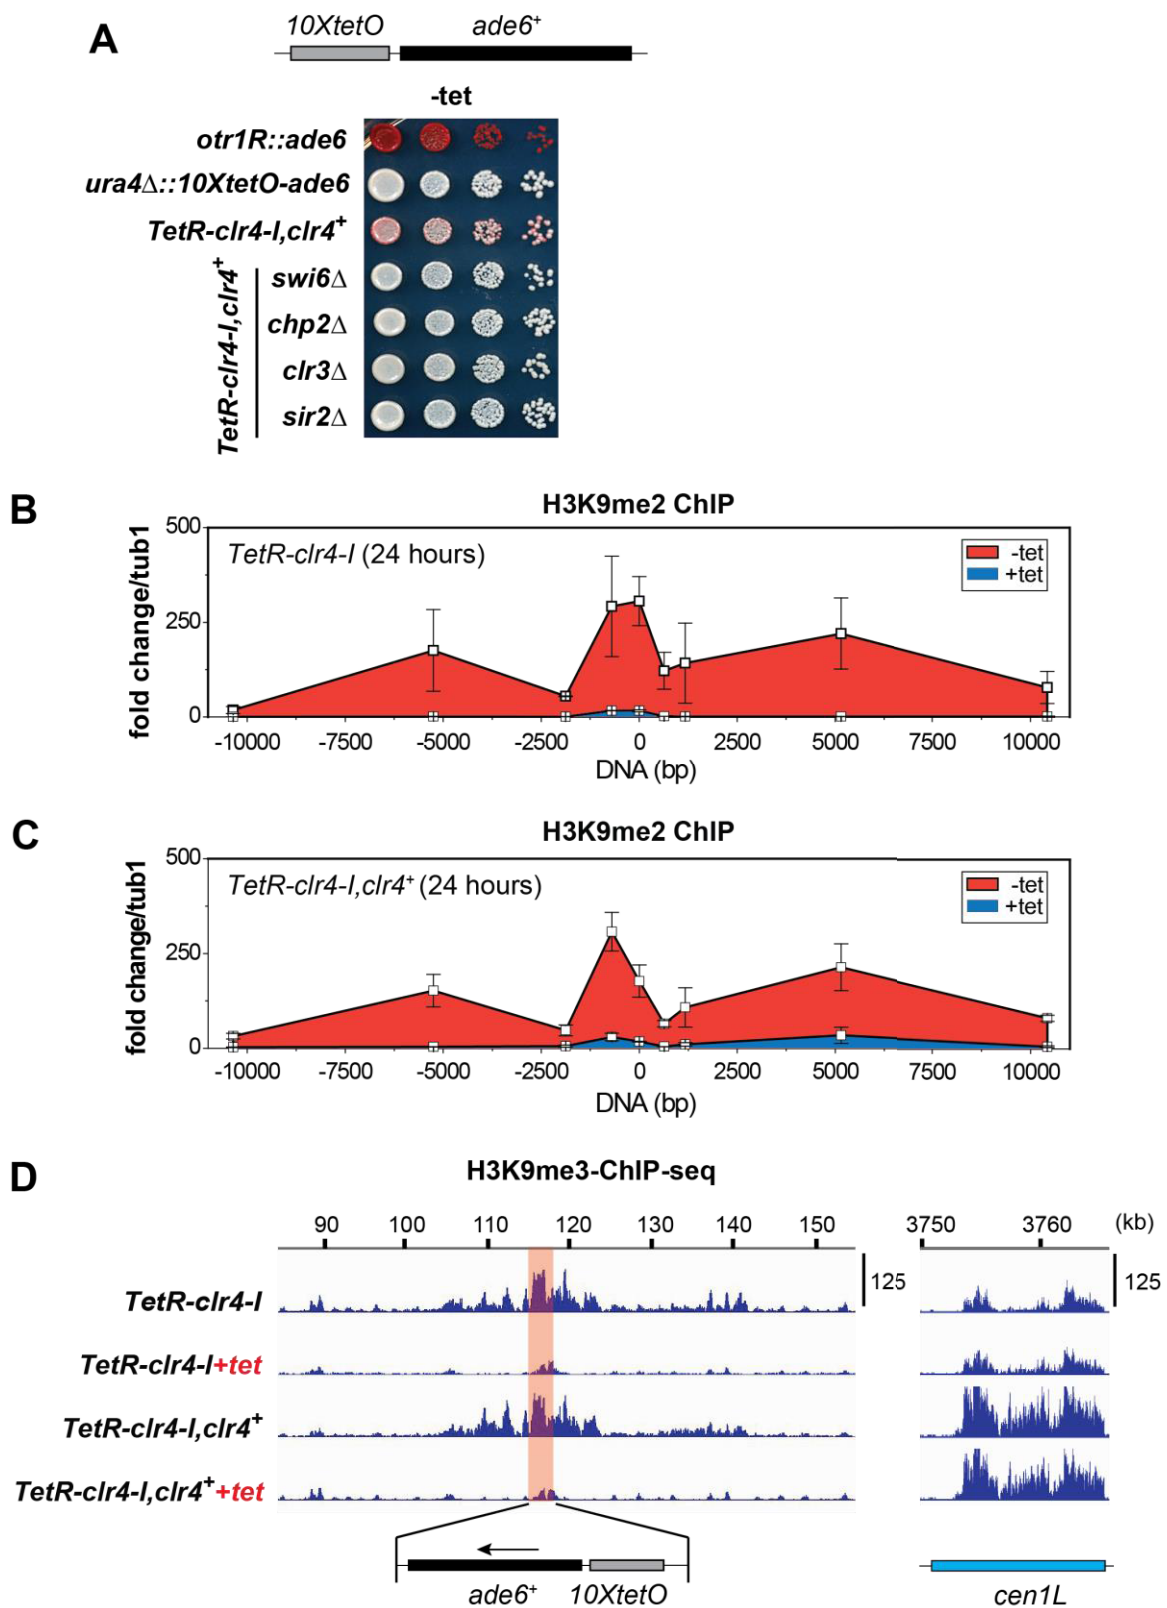 A
10XtetO ade6⁺
-tet
otr1R::ade6
ura4Δ::10XtetO-ade6
TetR-clr4-I,clr4⁺
TetR-clr4-I,clr4⁺
swi6Δ
chp2Δ
clr3Δ
sir2Δ
B
H3K9me2 ChIP
fold change/tub1
500
250
0
TetR-clr4-I (24 hours)
-tet
+tet
-10000 -7500 -5000 -2500 0 2500 5000 7500 10000
DNA (bp)
C
H3K9me2 ChIP
fold change/tub1
500
250
0
TetR-clr4-I,clr4⁺ (24 hours)
-tet
+tet
-10000 -7500 -5000 -2500 0 2500 5000 7500 10000
DNA (bp)
D
H3K9me3-ChIP-seq
90 100 110 120 130 140 150 3750 3760 (kb)
125 125
TetR-clr4-I
TetR-clr4-I+tet
TetR-clr4-I,clr4⁺
TetR-clr4-I,clr4⁺+tet
ade6⁺ 10XtetO cen1L